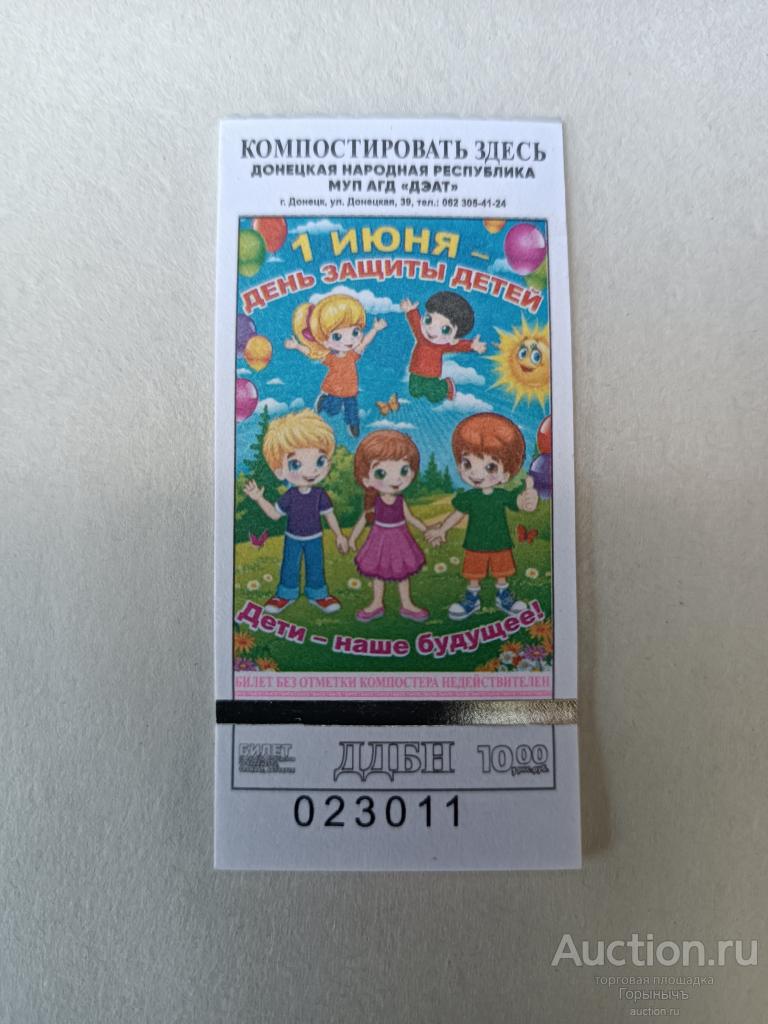 КОМПОСТИРОВАТЬ ЗДЕСЬ
ДОНЕЦКАЯ НАРОДНАЯ РЕСПУБЛИКА
МУП АГД «ДЭАТ»
г. Донецк, ул. Донецкая, 39, тел.: 062 305-41-24
1 ИЮНЯ –
ДЕНЬ ЗАЩИТЫ ДЕТЕЙ
Дети – наше будущее!
БИЛЕТ БЕЗ ОТМЕТКИ КОМПОСТЕРА НЕДЕЙСТВИТЕЛЕН
БИЛЕТ ДДБН 10.00
023011
Auction.ru
торговая площадка
Горынычъ
auction.ru